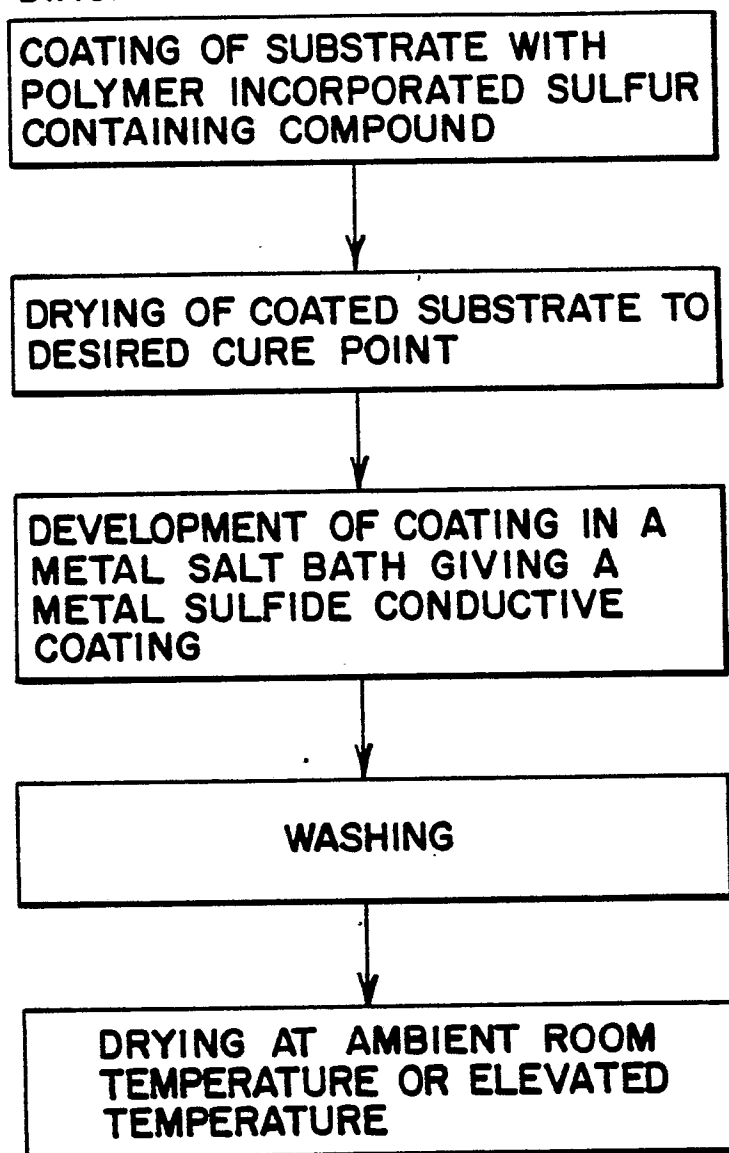 COATING OF SUBSTRATE WITH
POLYMER INCORPORATED SULFUR
CONTAINING COMPOUND
DRYING OF COATED SUBSTRATE TO
DESIRED CURE POINT
DEVELOPMENT OF COATING IN A
METAL SALT BATH GIVING A
METAL SULFIDE CONDUCTIVE
COATING
WASHING
DRYING AT AMBIENT ROOM
TEMPERATURE OR ELEVATED
TEMPERATURE